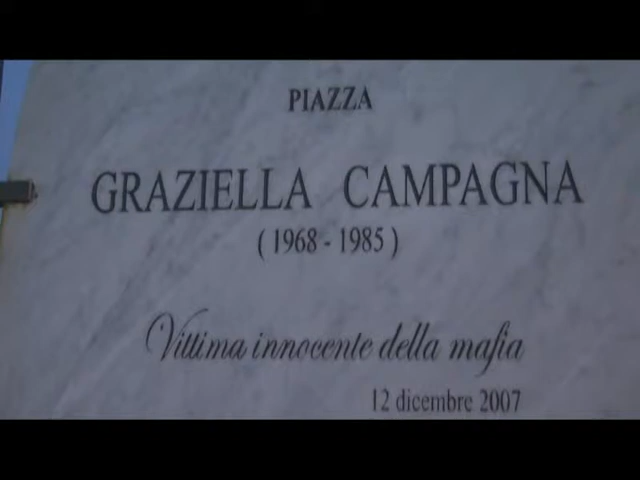 PIAZZA
GRAZIELLA CAMPAGNA
(1968 - 1985)
Vittima innocente della mafia
12 dicembre 2007